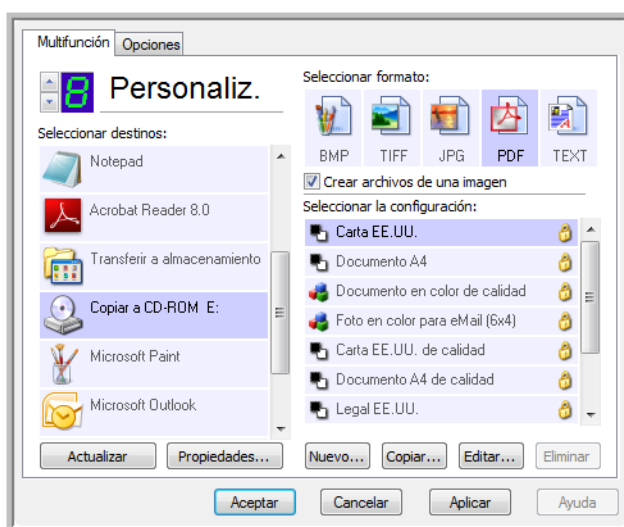 Multifunción
Opciones
8
Personaliz.
Seleccionar destinos:
Notepad
Acrobat Reader 8.0
Transferir a almacenamiento
Copiar a CD-ROM E:
Microsoft Paint
Microsoft Outlook
Actualizar
Propiedades...
Seleccionar formato:
BMP
TIFF
JPG
PDF
TEXT
Crear archivos de una imagen
Seleccionar la configuración:
Carta EE.UU.
Documento A4
Documento en color de calidad
Foto en color para eMail (6x4)
Carta EE.UU. de calidad
Documento A4 de calidad
Legal EE.UU.
Nuevo...
Copiar...
Editar...
Eliminar
Aceptar
Cancelar
Aplicar
Ayuda